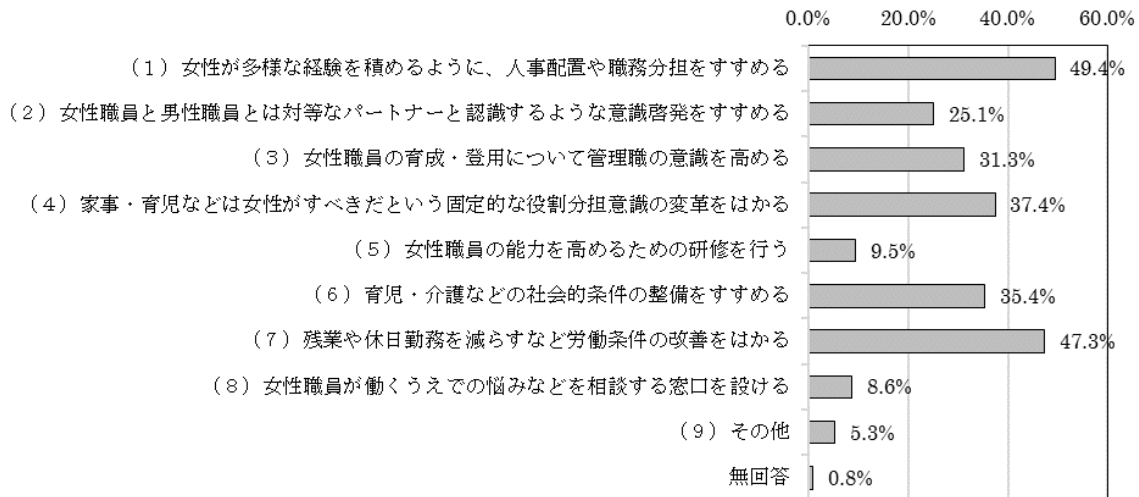 0.0% 20.0% 40.0% 60.0%
（１）女性が多様な経験を積めるように、人事配置や職務分担をすすめる 49.4%
（２）女性職員と男性職員とは対等なパートナーと認識するような意識啓発をすすめる 25.1%
（３）女性職員の育成・登用について管理職の意識を高める 31.3%
（４）家事・育児などは女性がすべきだという固定的な役割分担意識の変革をはかる 37.4%
（５）女性職員の能力を高めるための研修を行う 9.5%
（６）育児・介護などの社会的条件の整備をすすめる 35.4%
（７）残業や休日勤務を減らすなど労働条件の改善をはかる 47.3%
（８）女性職員が働くうえでの悩みなどを相談する窓口を設ける 8.6%
（９）その他 5.3%
無回答 0.8%